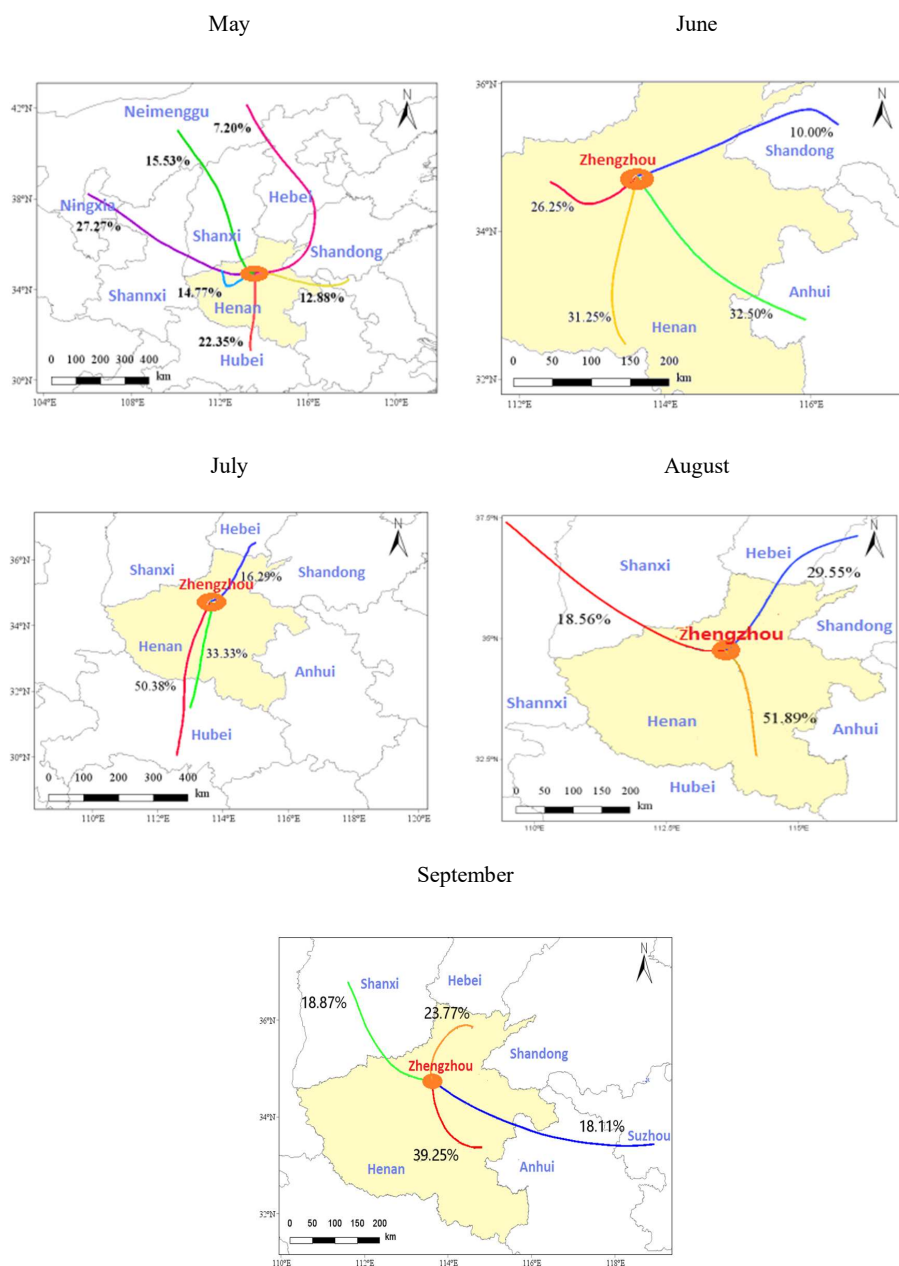 May
June
42°N
38°N
34°N
30°N
104°E
108°E
112°E
116°E
120°E
N
Neimenggu
7.20%
15.53%
Ningxia
27.27%
Hebei
Shanxi
Shandong
Shannxi
14.77%
12.88%
Henan
22.35%
Hubei
0 100 200 300 400
km
36°N
34°N
32°N
112°E
114°E
116°E
N
10.00%
Zhengzhou
Shandong
26.25%
Anhui
31.25%
32.50%
Henan
0 50 100 150 200
km
July
August
36°N
34°N
32°N
30°N
110°E
112°E
114°E
116°E
118°E
120°E
N
Hebei
Shanxi
16.29%
Shandong
Zhengzhou
Henan
33.33%
Anhui
50.38%
Hubei
0 100 200 300 400
km
37.5°N
35°N
32.5°N
110°E
112.5°E
115°E
N
Shanxi
Hebei
29.55%
18.56%
Shandong
Zhengzhou
Shannxi
Henan
51.89%
Anhui
Hubei
0 50 100 150 200
km
September
36°N
34°N
32°N
110°E
112°E
114°E
116°E
118°E
N
Shanxi
Hebei
18.87%
23.77%
Shandong
Zhengzhou
18.11%
Suzhou
39.25%
Henan
Anhui
0 50 100 150 200
km